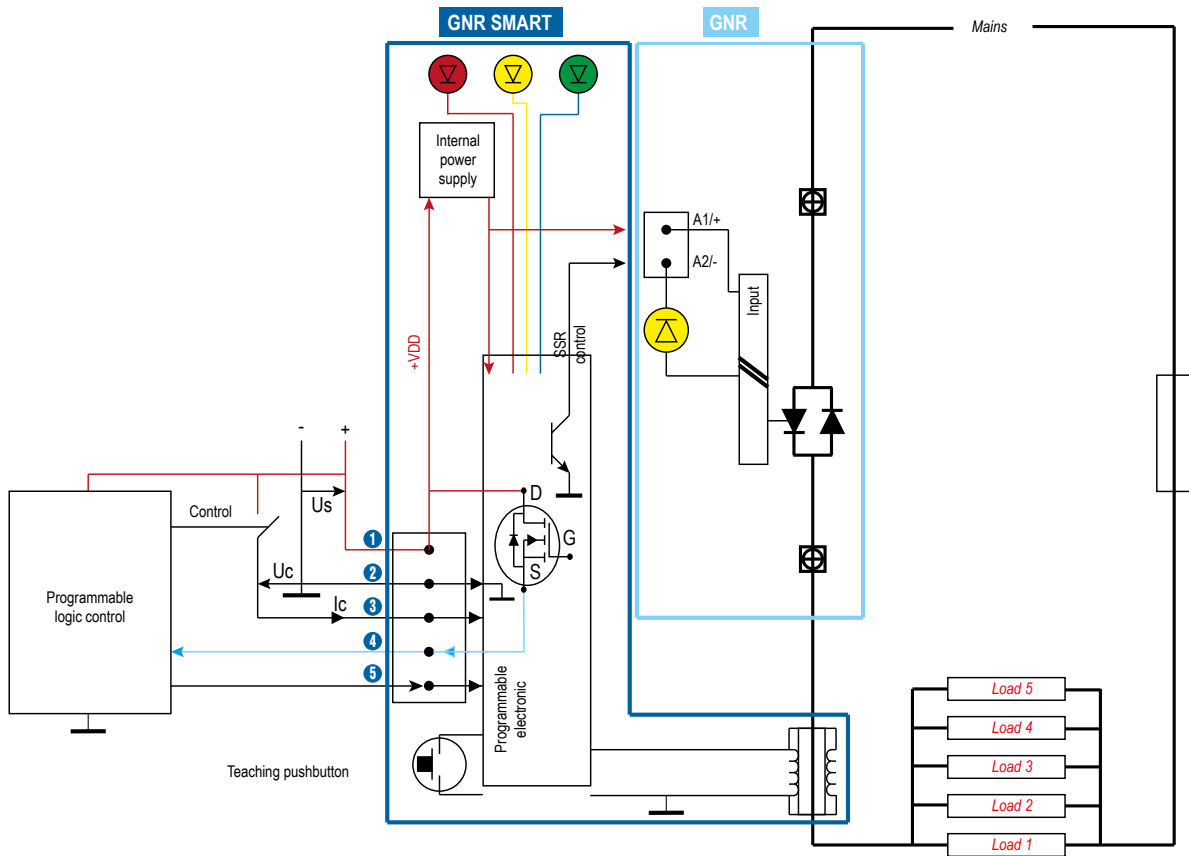 GNR SMART
GNR
Mains
Internal
power
supply
A1/+
A2/-
Input
SSR
control
+VDD
-
+
Us
Control
D
G
S
1
Uc
2
Ic
3
4
5
Programmable
logic control
Programmable
electronic
Teaching pushbutton
Load 5
Load 4
Load 3
Load 2
Load 1